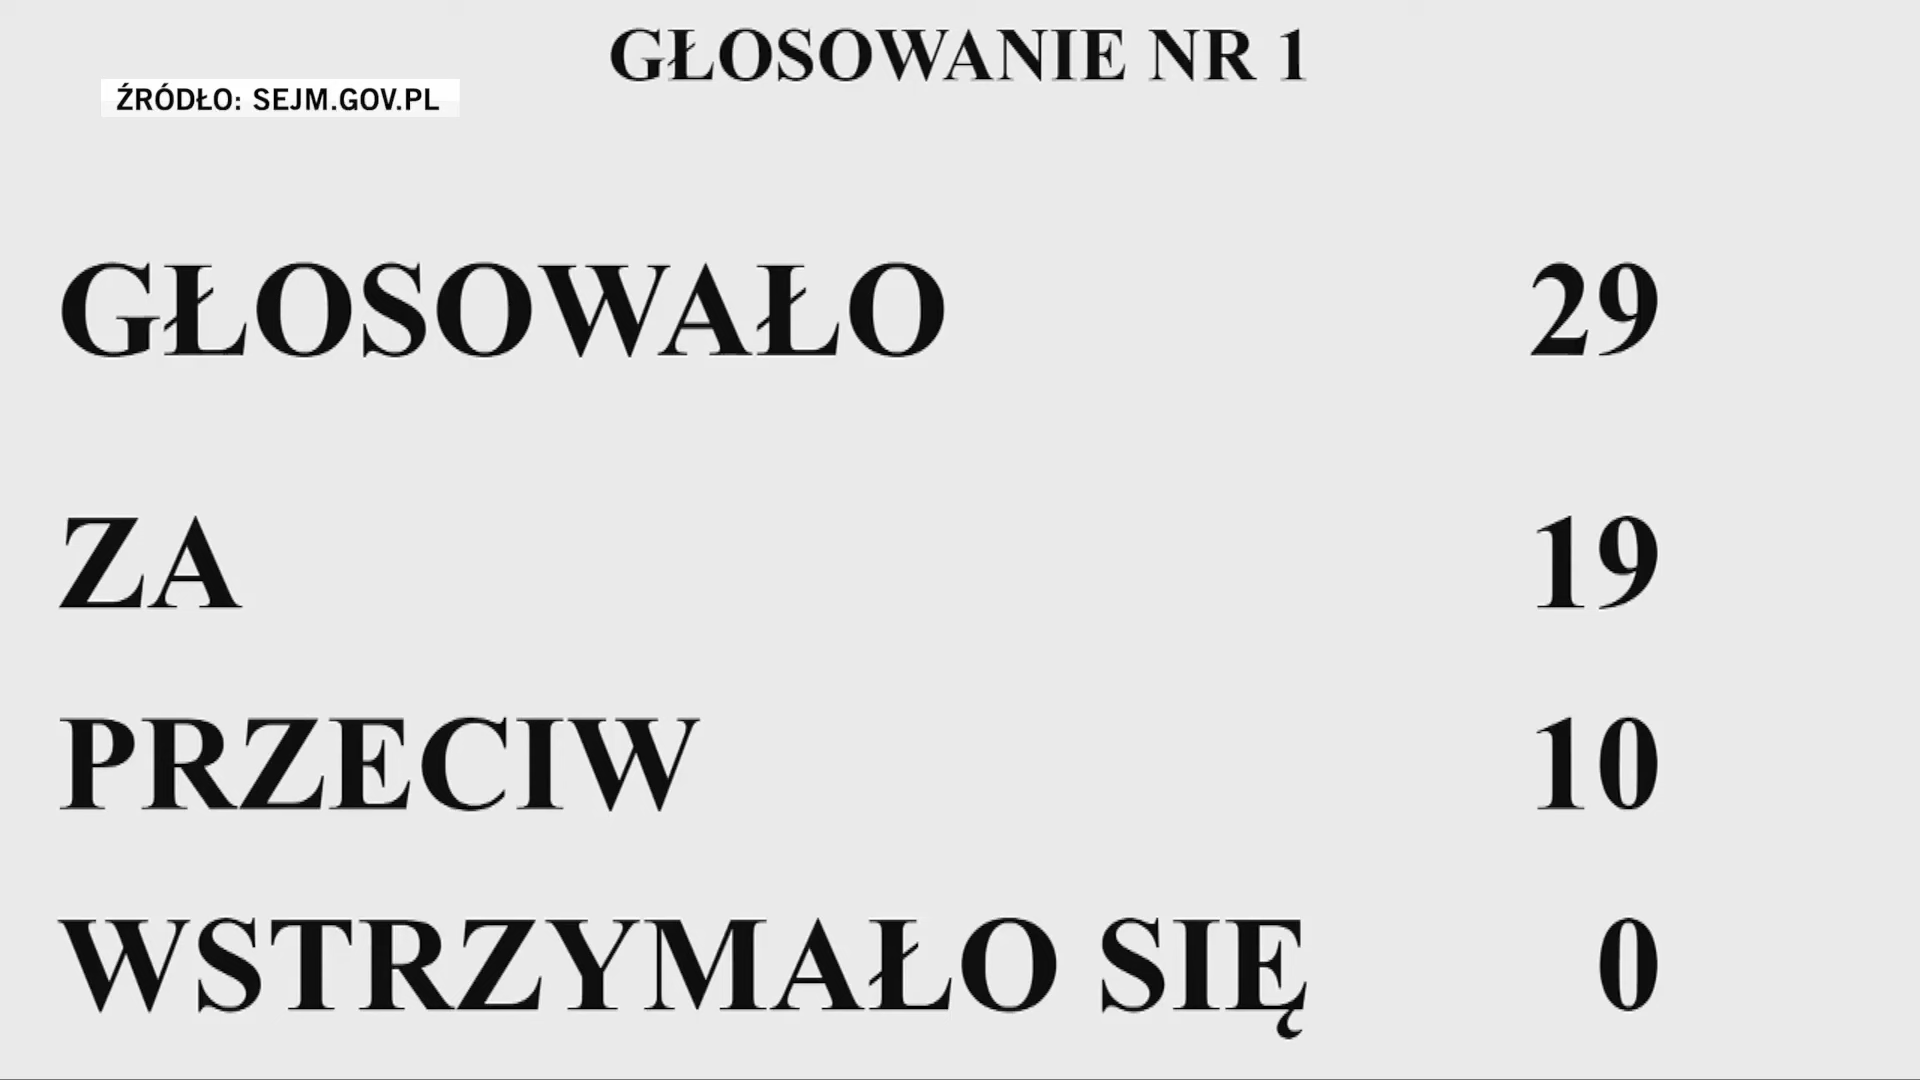 GŁOSOWANIE NR 1
ŹRÓDŁO: SEJM.GOV.PL
GŁOSOWAŁO 29
ZA 19
PRZECIW 10
WSTRZYMAŁO SIĘ 0